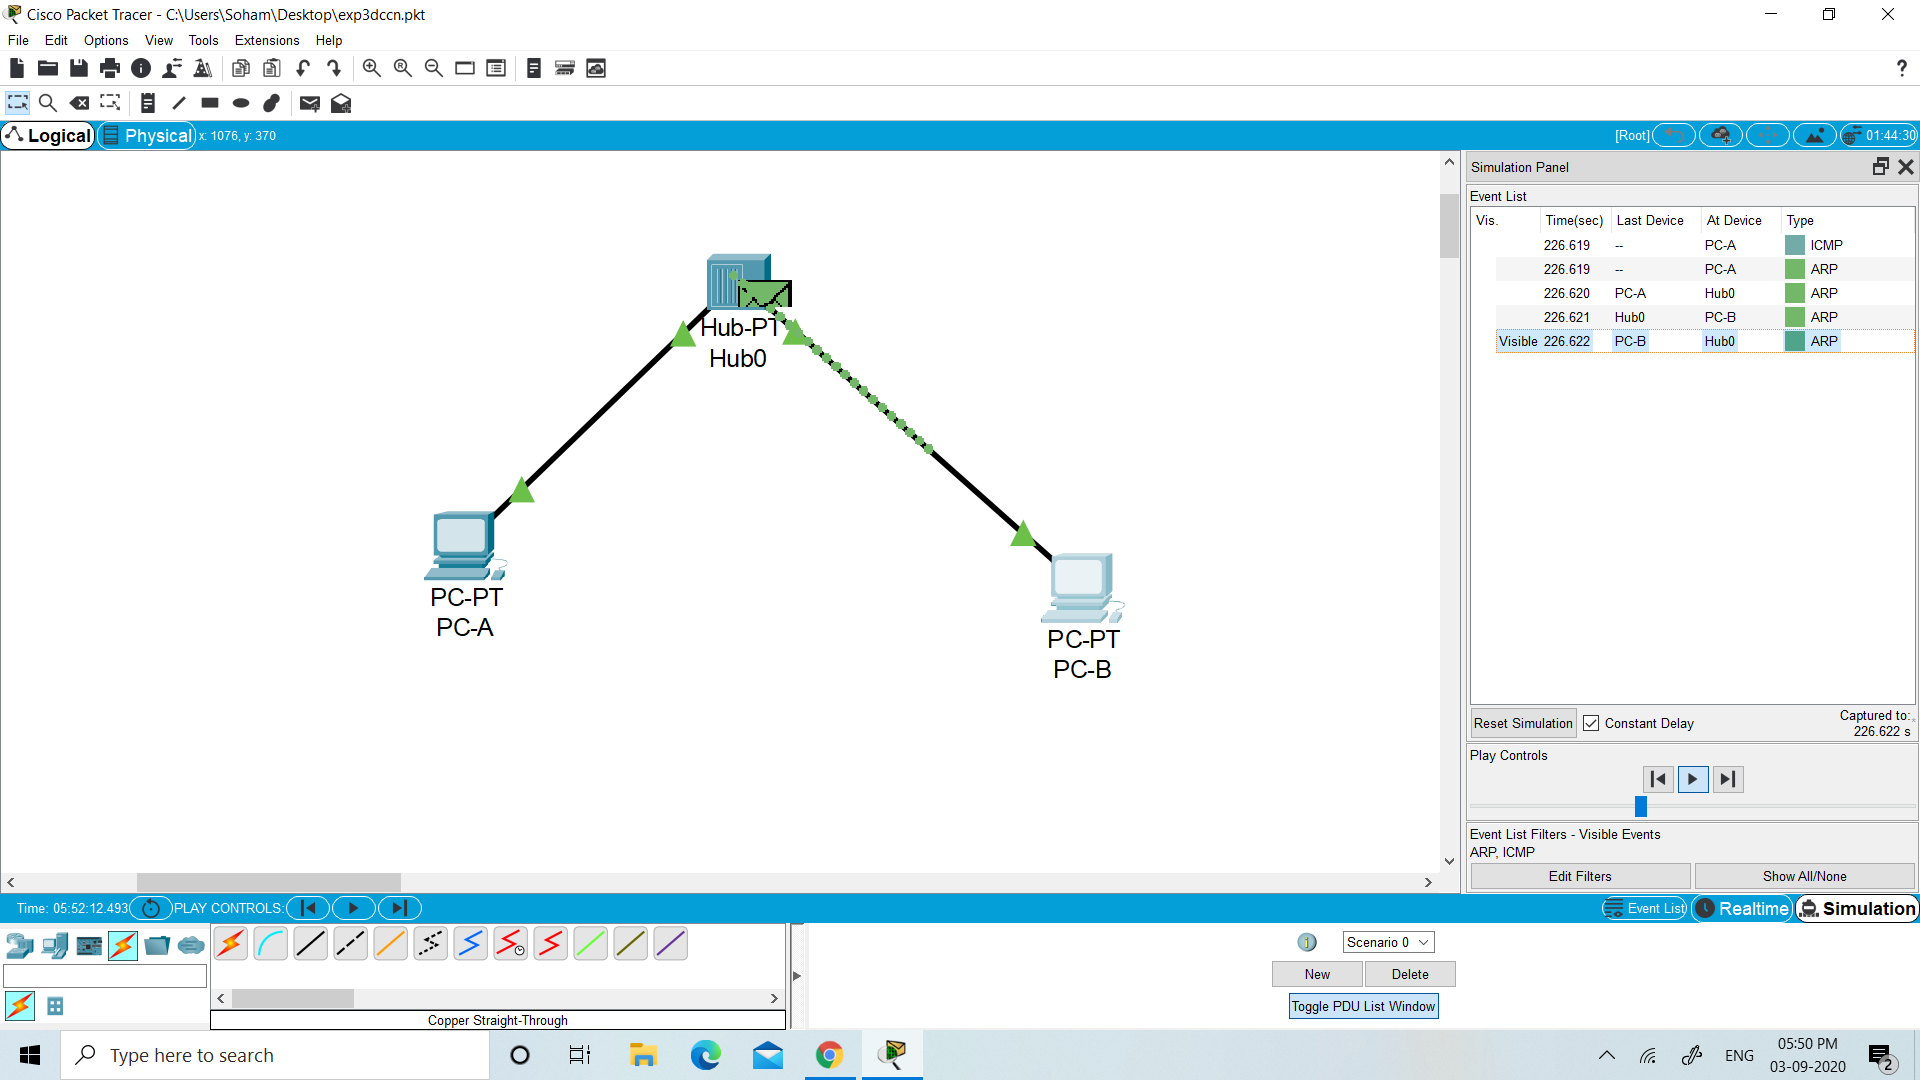 Cisco Packet Tracer - C:\Users\Soham\Desktop\exp3dccn.pkt
File Edit Options View Tools Extensions Help
?
Logical Physical x: 1076, y: 370 [Root] 01:44:30
Simulation Panel
Event List
Vis. Time(sec) Last Device At Device Type
226.619 -- PC-A ICMP
226.619 -- PC-A ARP
226.620 PC-A Hub0 ARP
226.621 Hub0 PC-B ARP
Visible 226.622 PC-B Hub0 ARP
Hub-PT
Hub0
PC-PT
PC-A
PC-PT
PC-B
Reset Simulation Constant Delay Captured to:
226.622 s
Play Controls
Event List Filters - Visible Events
ARP, ICMP
Edit Filters Show All/None
Time: 05:52:12.493 PLAY CONTROLS: Event List Realtime Simulation
Scenario 0
New Delete
Toggle PDU List Window
Copper Straight-Through
Type here to search
ENG
05:50 PM
03-09-2020
2